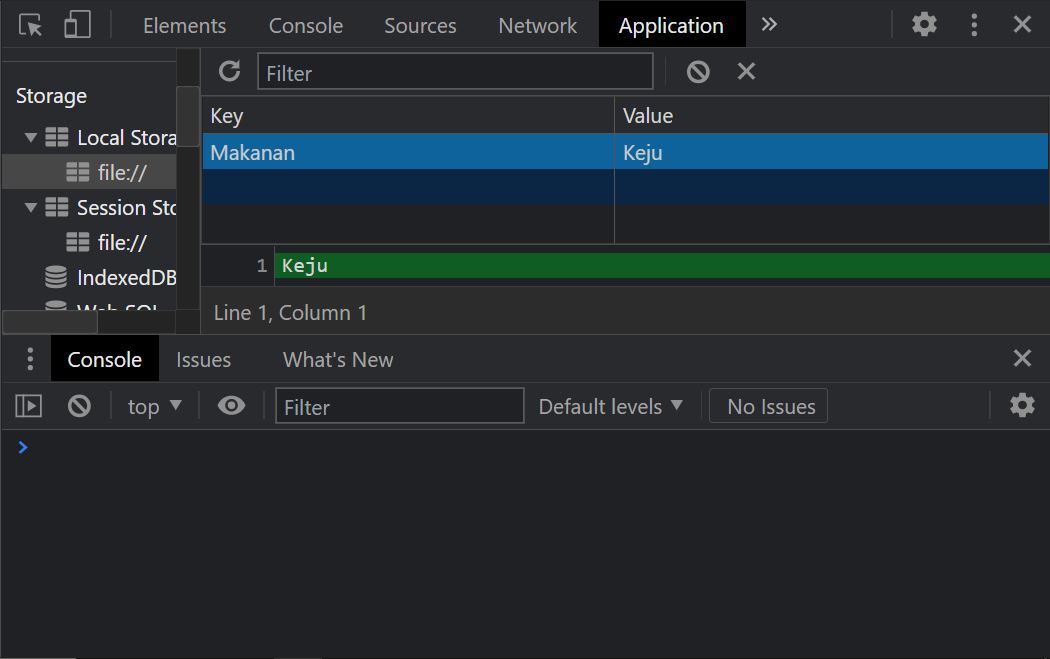 Elements Console Sources Network Application
Filter
Storage
Key Value
Local Stora
Makanan Keju
file://
Session Sto
file://
IndexedDB
Web SQL
1 Keju
Line 1, Column 1
Console Issues What's New
top Filter Default levels No Issues